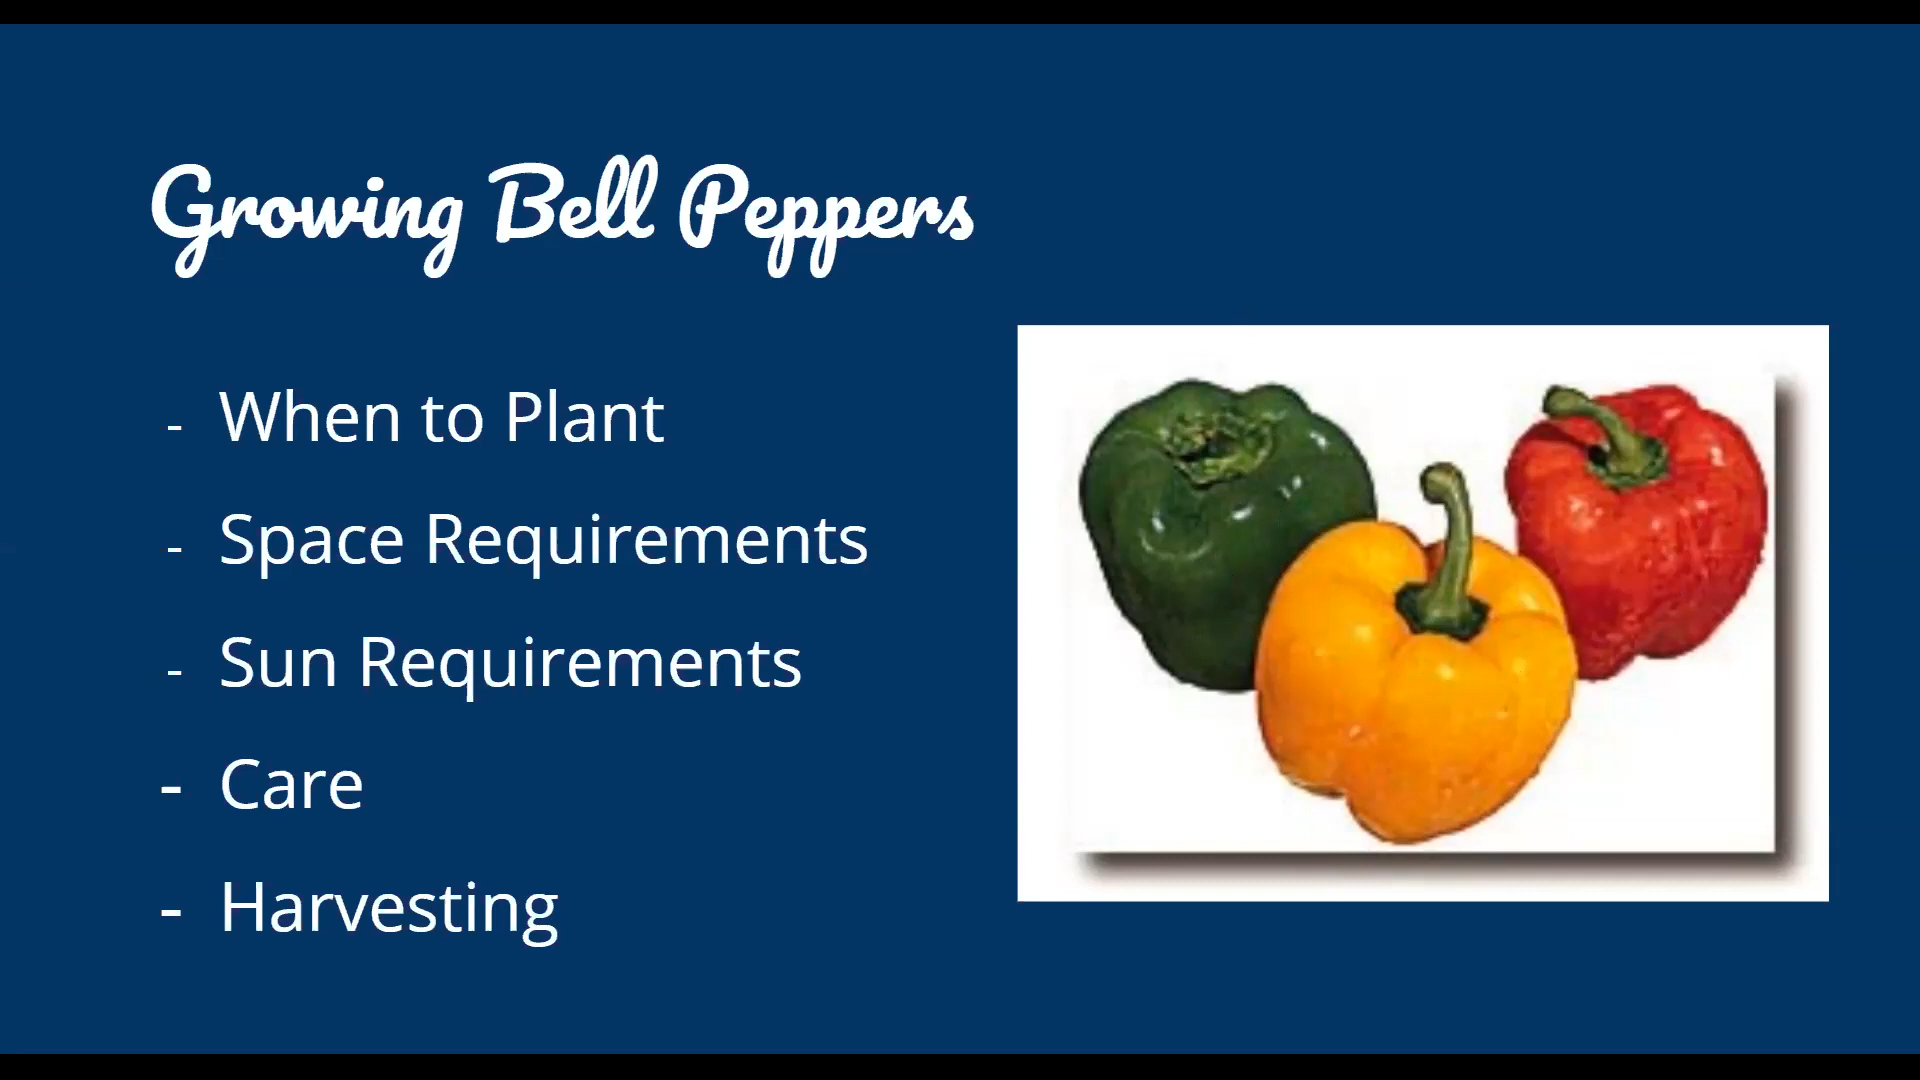 Growing Bell Peppers
- When to Plant
- Space Requirements
- Sun Requirements
- Care
- Harvesting